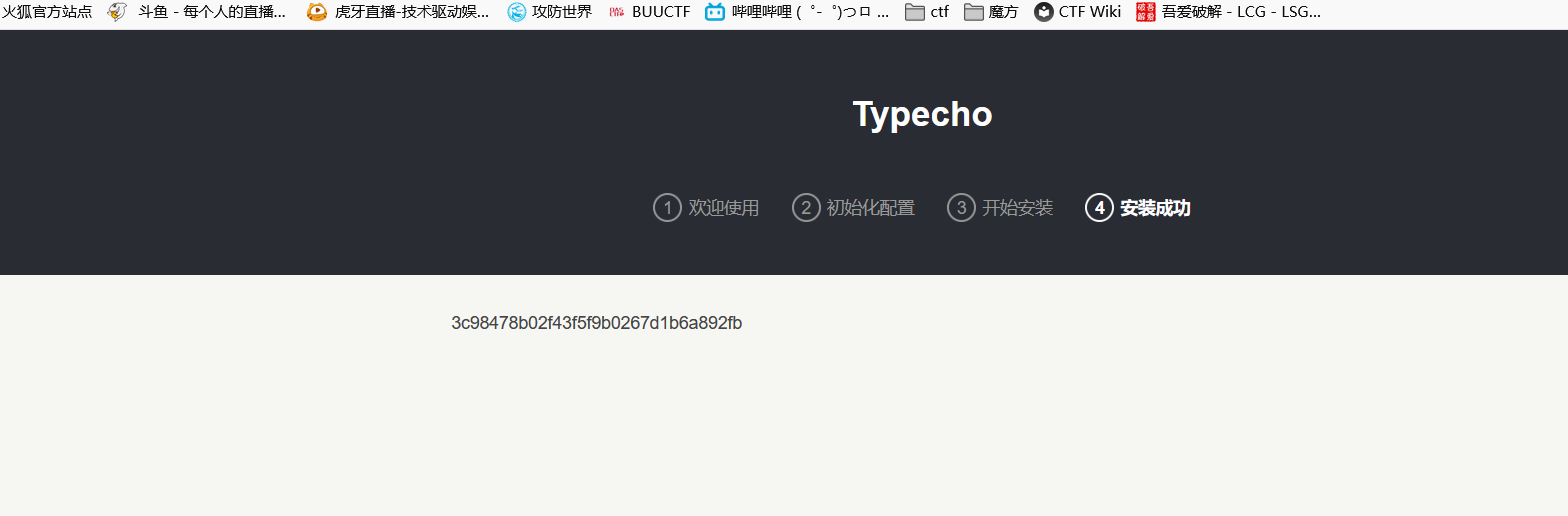 火狐官方站点 斗鱼 - 每个人的直播... 虎牙直播-技术驱动娱... 攻防世界 BUUCTF 哔哩哔哩 ( ゜- ゜)つロ ... ctf 魔方 CTF Wiki 吾爱破解 - LCG - LSG...
Typecho
1 欢迎使用 2 初始化配置 3 开始安装 4 安装成功
3c98478b02f43f5f9b0267d1b6a892fb